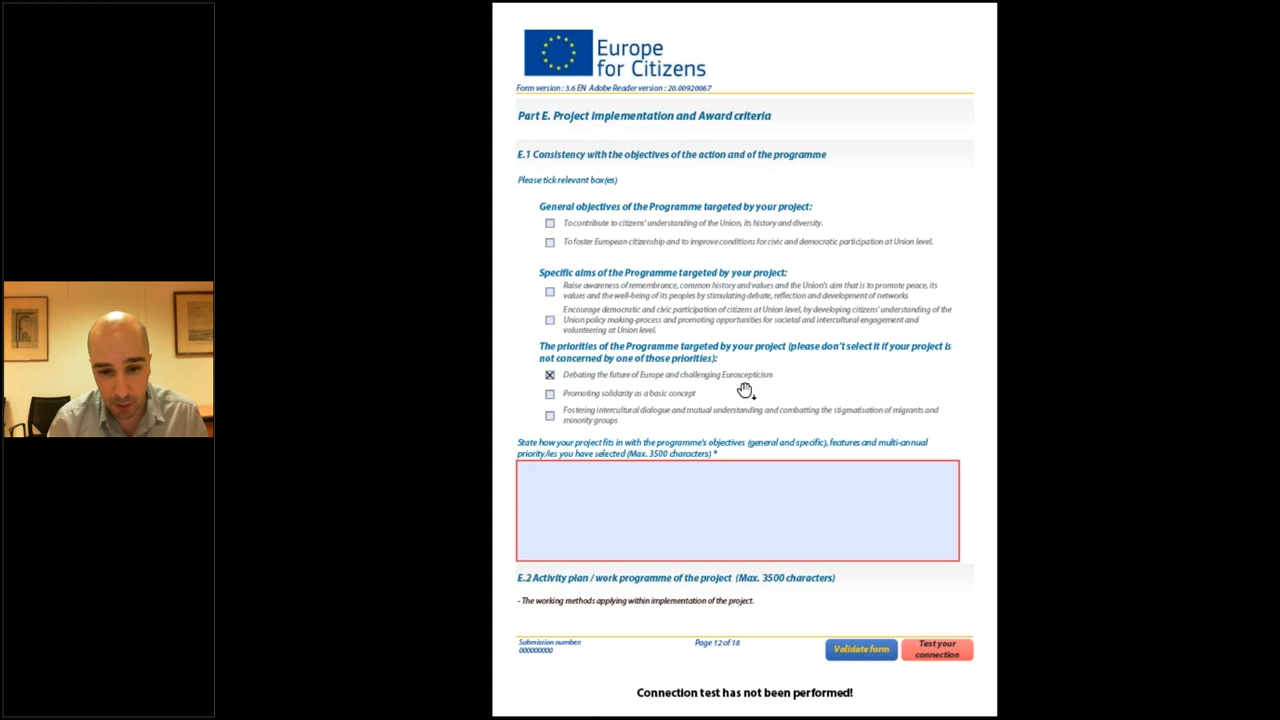 Europe
for Citizens
Form version : 3.6 EN Adobe Reader version : 20.00920067
Part E. Project implementation and Award criteria
E.1 Consistency with the objectives of the action and of the programme
Please tick relevant box(es)
General objectives of the Programme targeted by your project:
To contribute to citizens' understanding of the Union, its history and diversity.
To foster European citizenship and to improve conditions for civic and democratic participation at Union level.
Specific aims of the Programme targeted by your project:
Raise awareness of remembrance, common history and values and the Union's aim that is to promote peace, its
values and the well-being of its peoples by stimulating debate, reflection and development of networks
Encourage democratic and civic participation of citizens at Union level, by developing citizens' understanding of the
Union policy making-process and promoting opportunities for societal and intercultural engagement and
volunteering at Union level.
The priorities of the Programme targeted by your project (please don't select it if your project is
not concerned by one of those priorities):
Debating the future of Europe and challenging Euroscepticism
Promoting solidarity as a basic concept
Fostering intercultural dialogue and mutual understanding and combatting the stigmatisation of migrants and
minority groups
State how your project fits in with the programme's objectives (general and specific), features and multi-annual
priority/ies you have selected (Max. 3500 characters) *
E.2 Activity plan / work programme of the project (Max. 3500 characters)
- The working methods applying within implementation of the project.
Submission number:
000000000
Page 12 of 18
Validate form
Test your
connection
Connection test has not been performed!